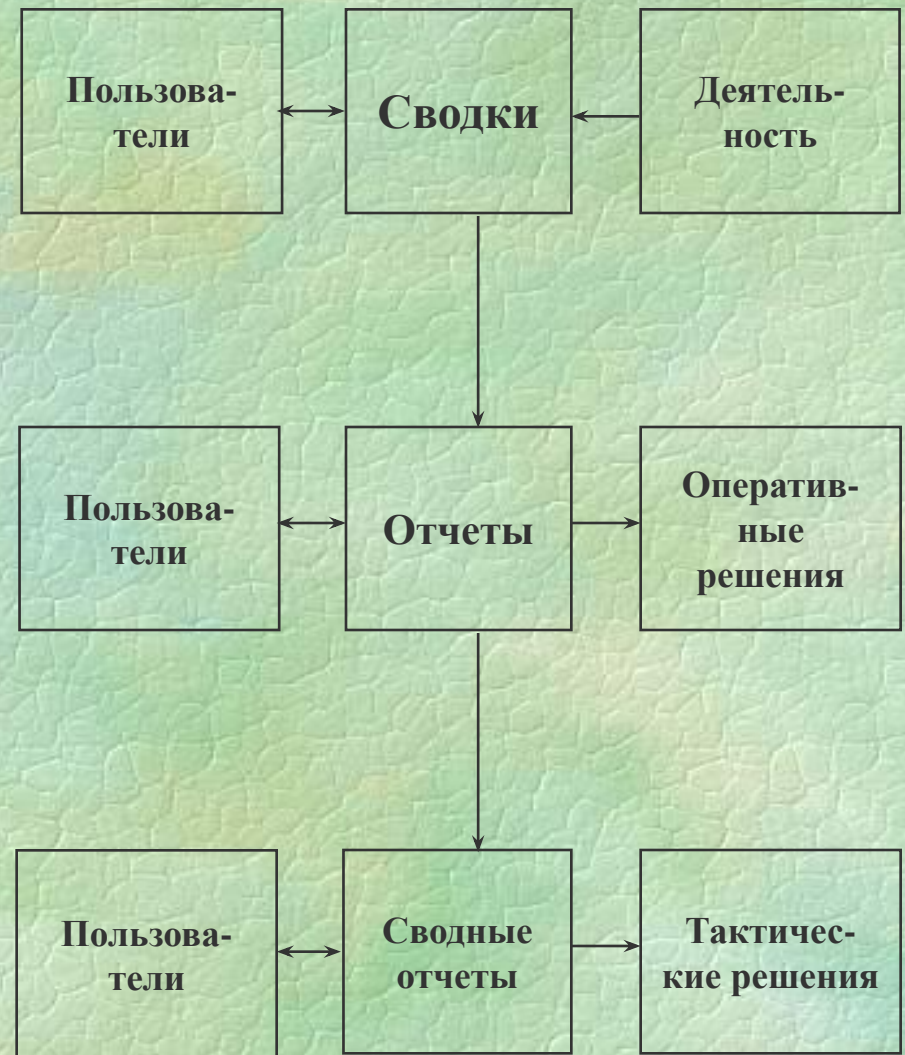 Пользова-
тели
Сводки
Деятель-
ность
Пользова-
тели
Отчеты
Оператив-
ные
решения
Пользова-
тели
Сводные
отчеты
Тактичес-
кие решения